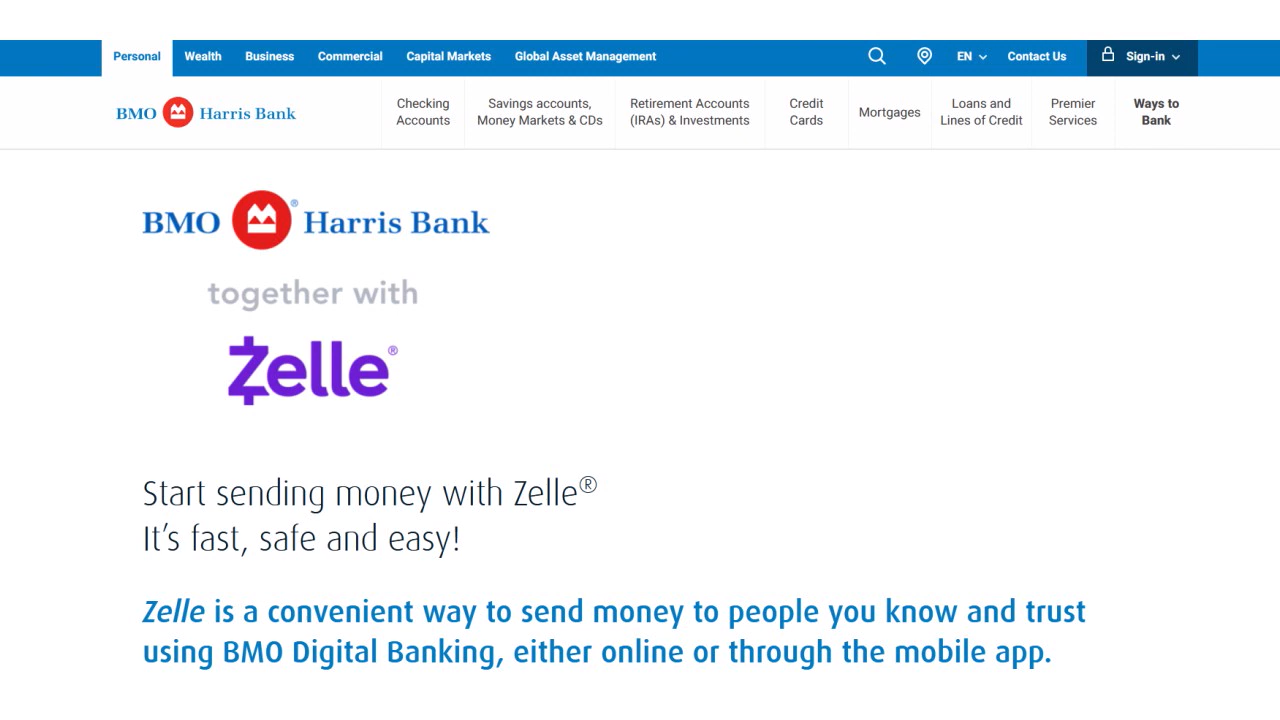 Personal Wealth Business Commercial Capital Markets Global Asset Management EN Contact Us Sign-in
BMO Harris Bank
Checking
Accounts
Savings accounts,
Money Markets & CDs
Retirement Accounts
(IRAs) & Investments
Credit
Cards
Mortgages
Loans and
Lines of Credit
Premier
Services
Ways to
Bank
BMO Harris Bank®
together with
Zelle®
Start sending money with Zelle®
It's fast, safe and easy!
Zelle is a convenient way to send money to people you know and trust
using BMO Digital Banking, either online or through the mobile app.